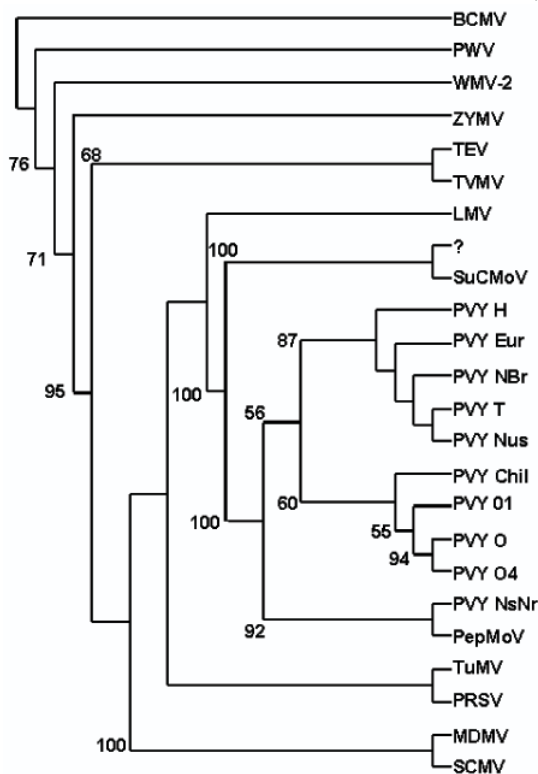 BCMV
PWV
WMV-2
ZYMV
76
68
TEV
TVMV
LMV
71
100
?
SuCMoV
PVY H
87
PVY Eur
PVY NBr
95
100
56
PVY T
PVY Nus
PVY Chil
60
PVY 01
100
55
PVY O
94
PVY O4
PVY NsNr
92
PepMoV
TuMV
PRSV
100
MDMV
SCMV